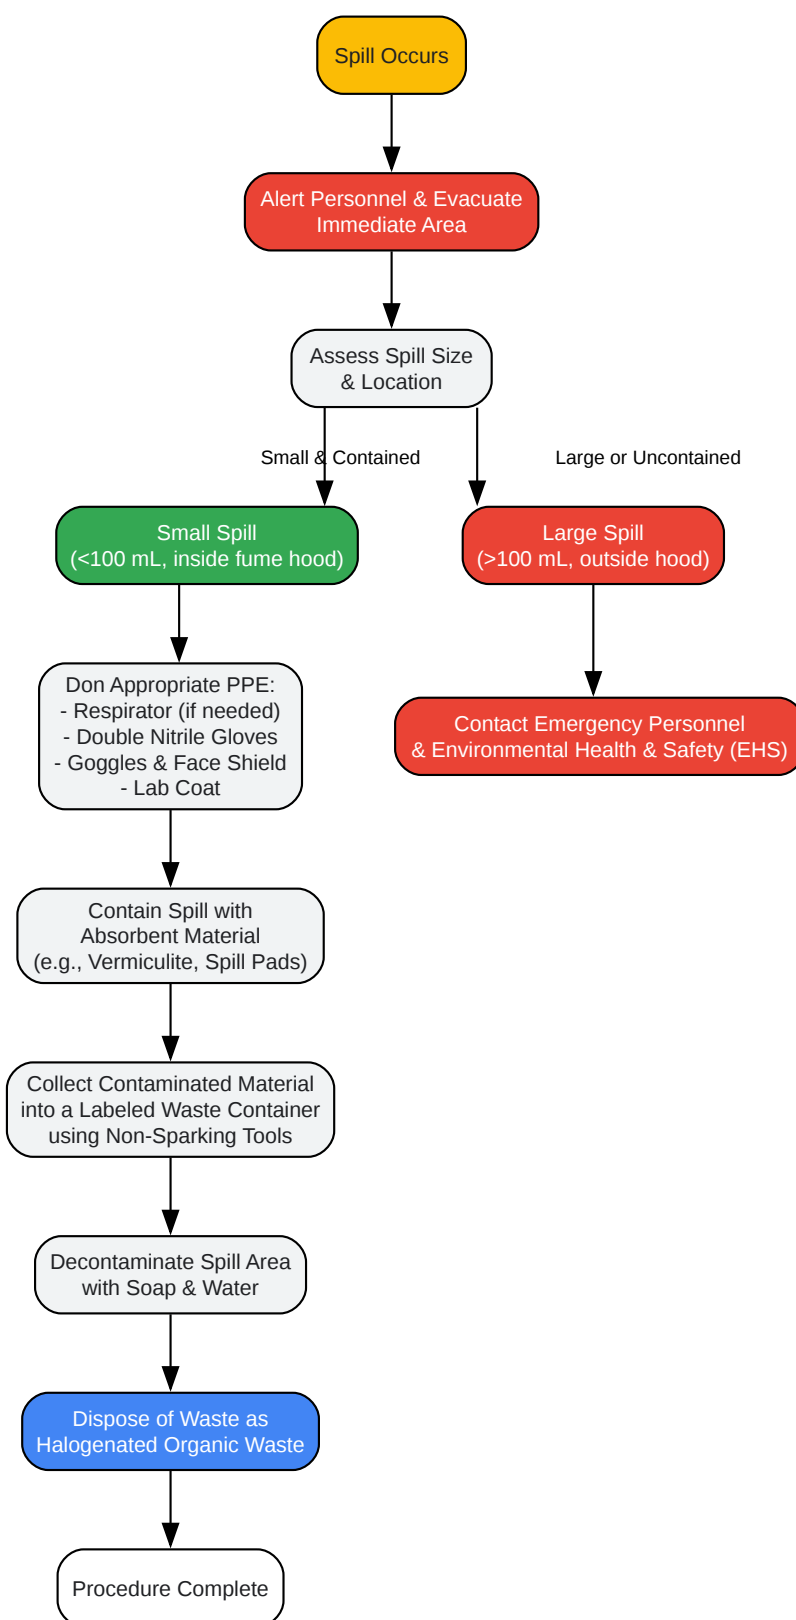 Spill Occurs
Alert Personnel & Evacuate
Immediate Area
Assess Spill Size
& Location
Small & Contained
Large or Uncontained
Small Spill
(<100 mL, inside fume hood)
Large Spill
(>100 mL, outside hood)
Don Appropriate PPE:
- Respirator (if needed)
- Double Nitrile Gloves
- Goggles & Face Shield
- Lab Coat
Contact Emergency Personnel
& Environmental Health & Safety (EHS)
Contain Spill with
Absorbent Material
(e.g., Vermiculite, Spill Pads)
Collect Contaminated Material
into a Labeled Waste Container
using Non-Sparking Tools
Decontaminate Spill Area
with Soap & Water
Dispose of Waste as
Halogenated Organic Waste
Procedure Complete